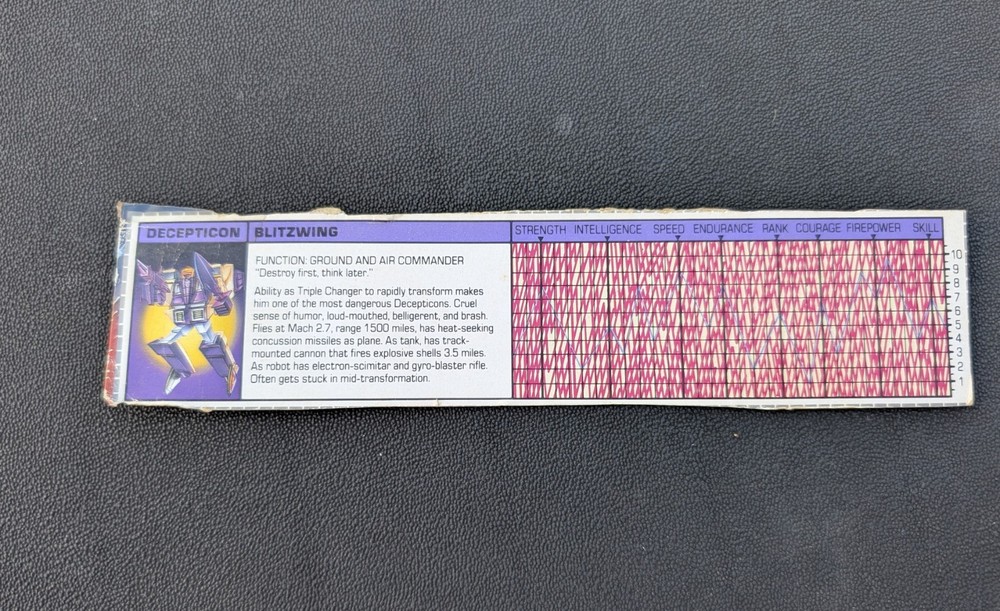 DECEPTICON BLITZWING
FUNCTION: GROUND AND AIR COMMANDER
"Destroy first, think later."
Ability as Triple Changer to rapidly transform makes
him one of the most dangerous Decepticons. Cruel
sense of humor, loud-mouthed, belligerent, and brash.
Flies at Mach 2.7, range 1500 miles, has heat-seeking
concussion missiles as plane. As tank, has track-
mounted cannon that fires explosive shells 3.5 miles.
As robot has electron-scimitar and gyro-blaster rifle.
Often gets stuck in mid-transformation.
STRENGTH INTELLIGENCE SPEED ENDURANCE RANK COURAGE FIREPOWER SKILL
10
9
8
7
6
5
4
3
2
1